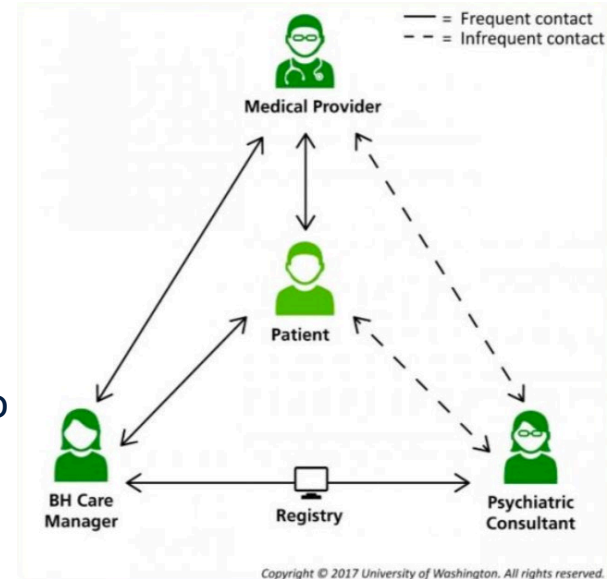 = Frequent contact
= Infrequent contact
Medical Provider
Patient
BH Care
Manager
Registry
Psychiatric
Consultant
Copyright © 2017 University of Washington. All rights reserved.